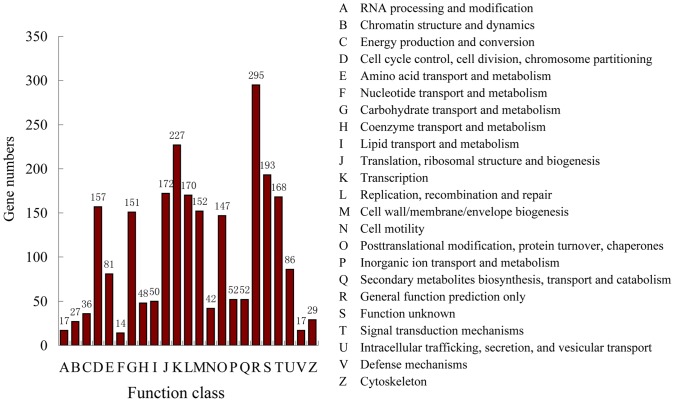 350
300
250
200
150
100
50
0
Gene numbers
17
27
36
157
81
14
151
48
50
172
227
170
152
42
147
52
52
295
193
168
86
17
29
A B C D E F G H I J K L M N O P Q R S T U V Z
Function class
A RNA processing and modification
B Chromatin structure and dynamics
C Energy production and conversion
D Cell cycle control, cell division, chromosome partitioning
E Amino acid transport and metabolism
F Nucleotide transport and metabolism
G Carbohydrate transport and metabolism
H Coenzyme transport and metabolism
I Lipid transport and metabolism
J Translation, ribosomal structure and biogenesis
K Transcription
L Replication, recombination and repair
M Cell wall/membrane/envelope biogenesis
N Cell motility
O Posttranslational modification, protein turnover, chaperones
P Inorganic ion transport and metabolism
Q Secondary metabolites biosynthesis, transport and catabolism
R General function prediction only
S Function unknown
T Signal transduction mechanisms
U Intracellular trafficking, secretion, and vesicular transport
V Defense mechanisms
Z Cytoskeleton